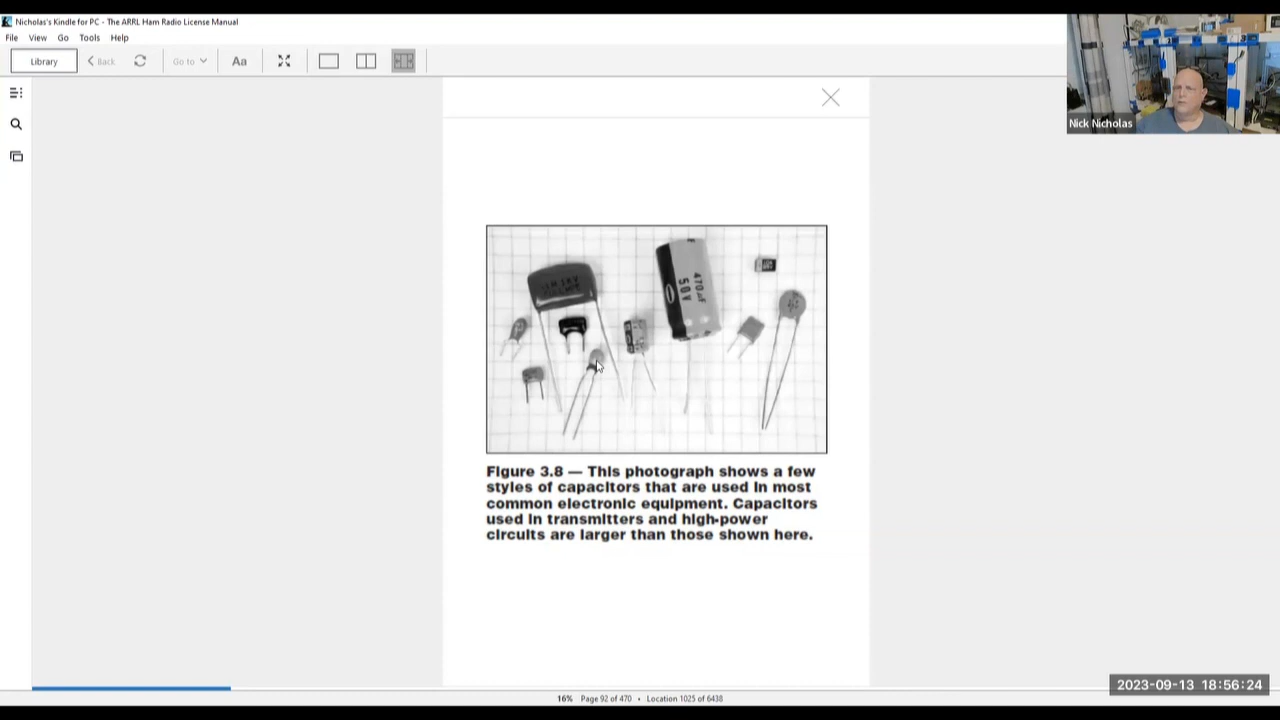 Nicholas's Kindle for PC - The ARRL Ham Radio License Manual
File View Go Tools Help
Library
Back
Go to
Aa
Nick Nicholas
470µF
50V
Figure 3.8 — This photograph shows a few
styles of capacitors that are used in most
common electronic equipment. Capacitors
used in transmitters and high-power
circuits are larger than those shown here.
2023-09-13 18:56:24
16% Page 92 of 470 • Location 1025 of 6438